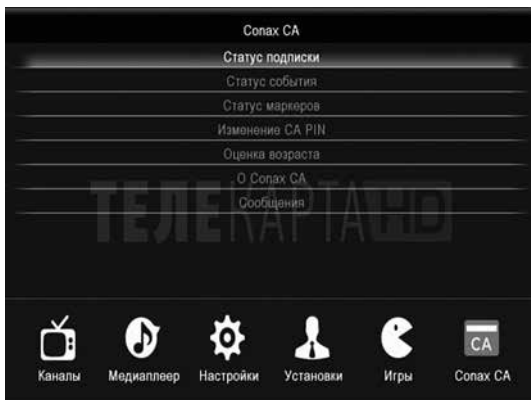 Conax CA
Статус подписки
Статус события
Статус маркеров
Изменение CA PIN
Оценка возраста
О Conax CA
Сообщения
ТЕЛЕКАРТА HD
Каналы Медиаплеер Настройки Установки Игры CA Conax CA